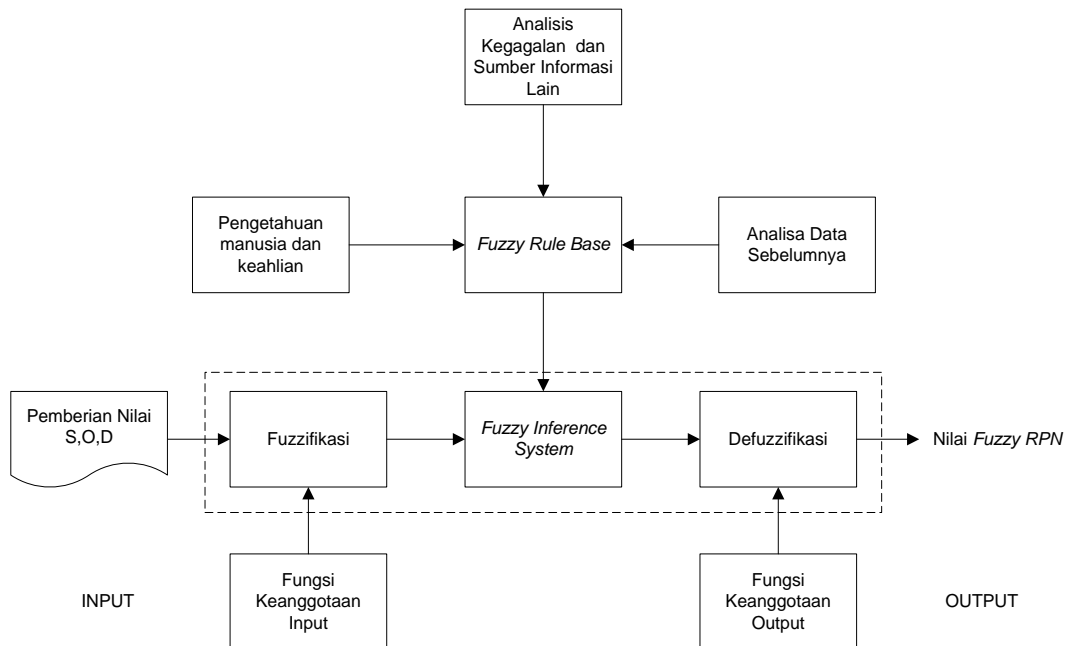 Analisis
Kegagalan dan
Sumber Informasi
Lain
Pengetahuan
manusia dan
keahlian
Fuzzy Rule Base
Analisa Data
Sebelumnya
Pemberian Nilai
S,O,D
Fuzzifikasi
Fuzzy Inference
System
Defuzzifikasi
Nilai Fuzzy RPN
INPUT
Fungsi
Keanggotaan
Input
Fungsi
Keanggotaan
Output
OUTPUT